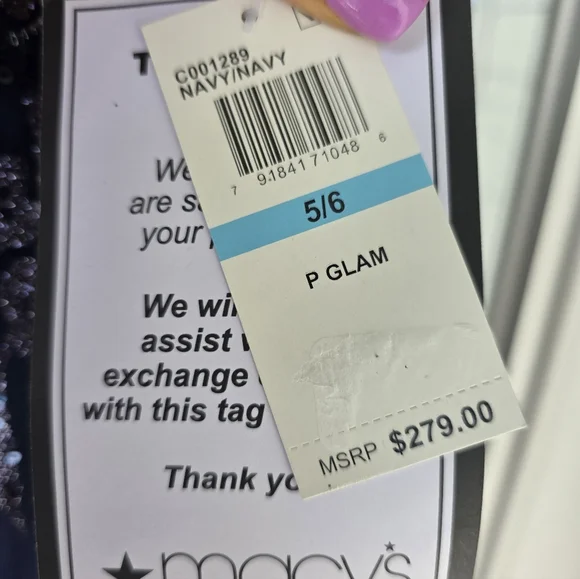 C001289
NAVY/NAVY
7 91841 71048 6
5/6
P GLAM
MSRP $279.00
T
We
are s
your
We wil
assist
exchange
with this tag
Thank yo
macy's